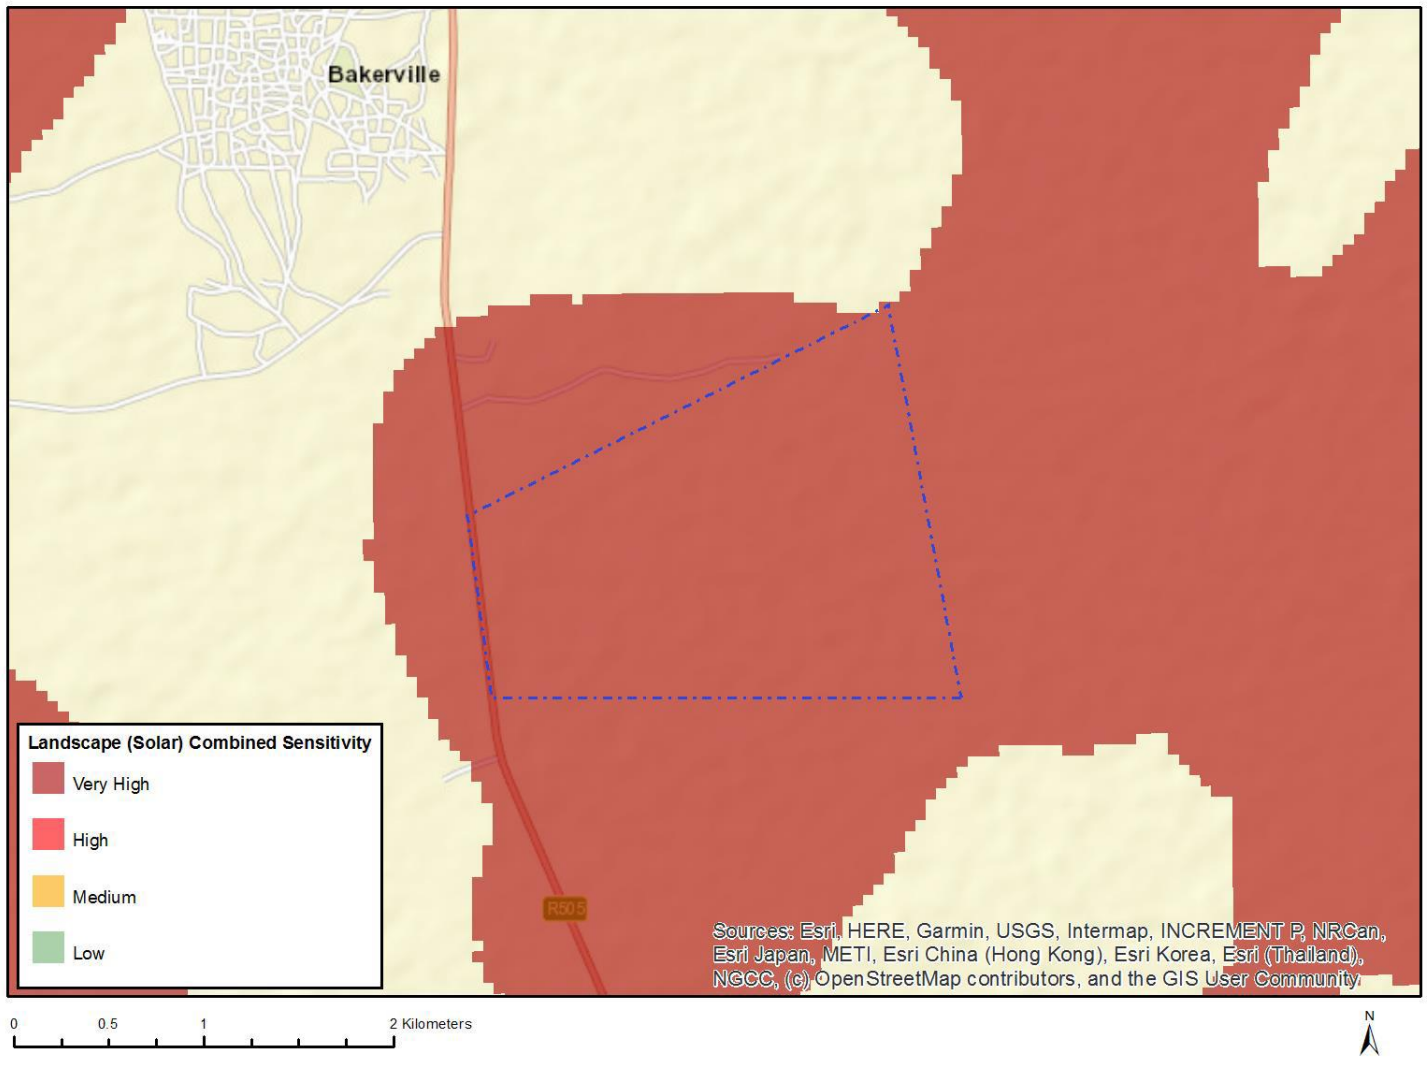 Bakerville
Landscape (Solar) Combined Sensitivity
Very High
High
Medium
Low
R505
Sources: Esri, HERE, Garmin, USGS, Intermap, INCREMENT P, NRCan,
Esri Japan, METI, Esri China (Hong Kong), Esri Korea, Esri (Thailand),
NGCC, (c) OpenStreetMap contributors, and the GIS User Community
0 0.5 1 2 Kilometers
N